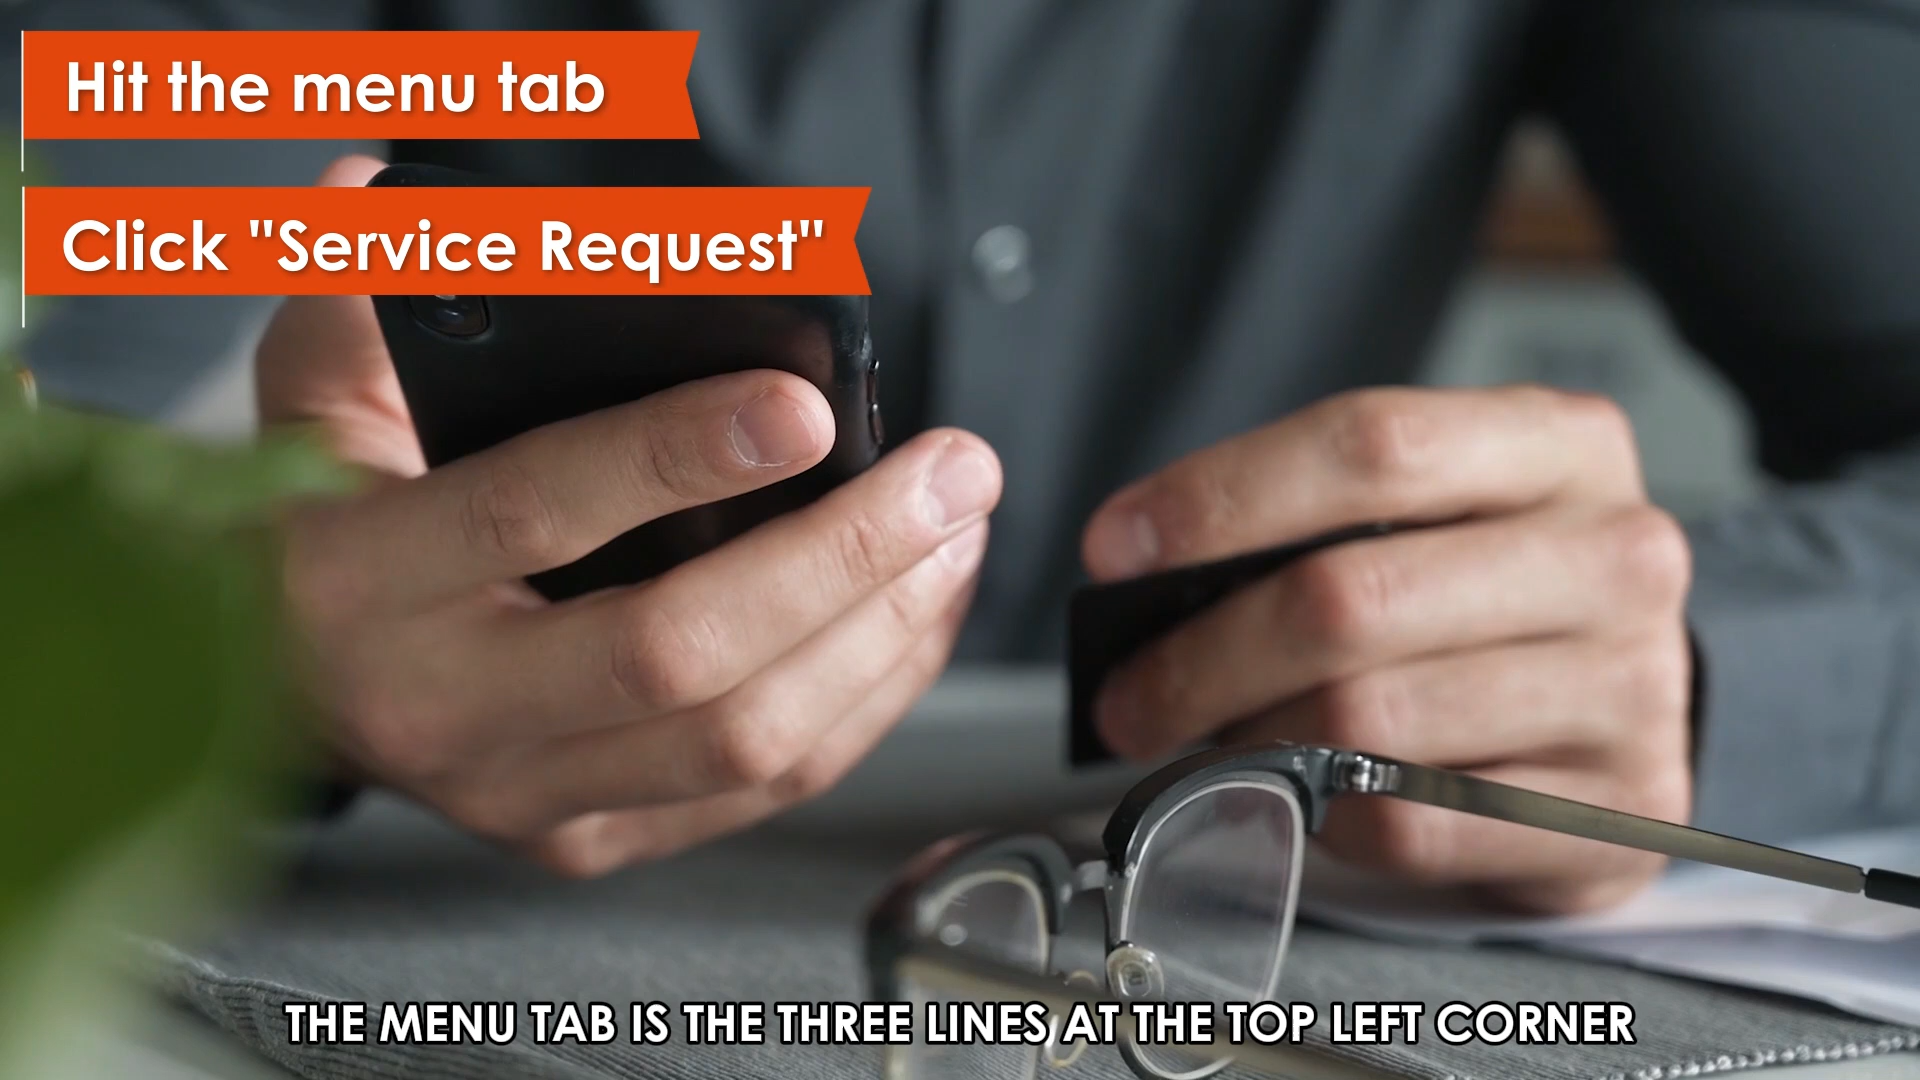 Hit the menu tab
Click "Service Request"
THE MENU TAB IS THE THREE LINES AT THE TOP LEFT CORNER